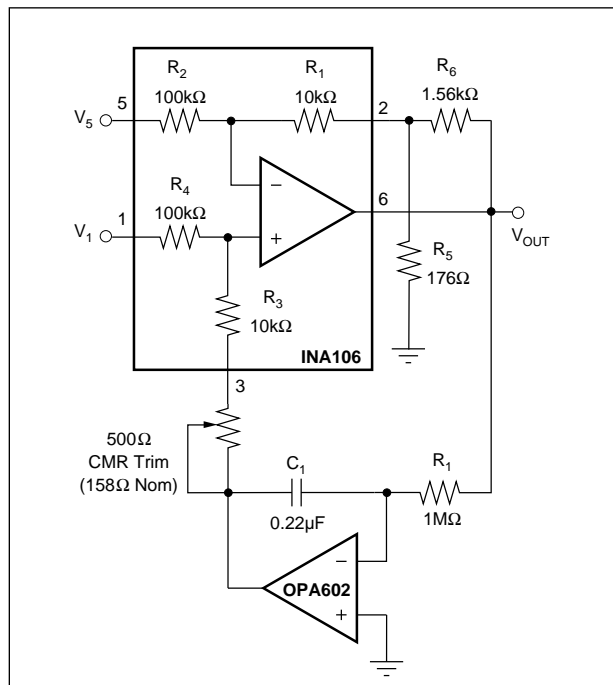 R2
100kΩ
R1
10kΩ
R6
1.56kΩ
5
2
V5
R4
100kΩ
1
V1
−
+
6
VOUT
R5
176Ω
R3
10kΩ
INA106
3
500Ω
CMR Trim
(158Ω Nom)
C1
0.22µF
R1
1MΩ
−
OPA602
+